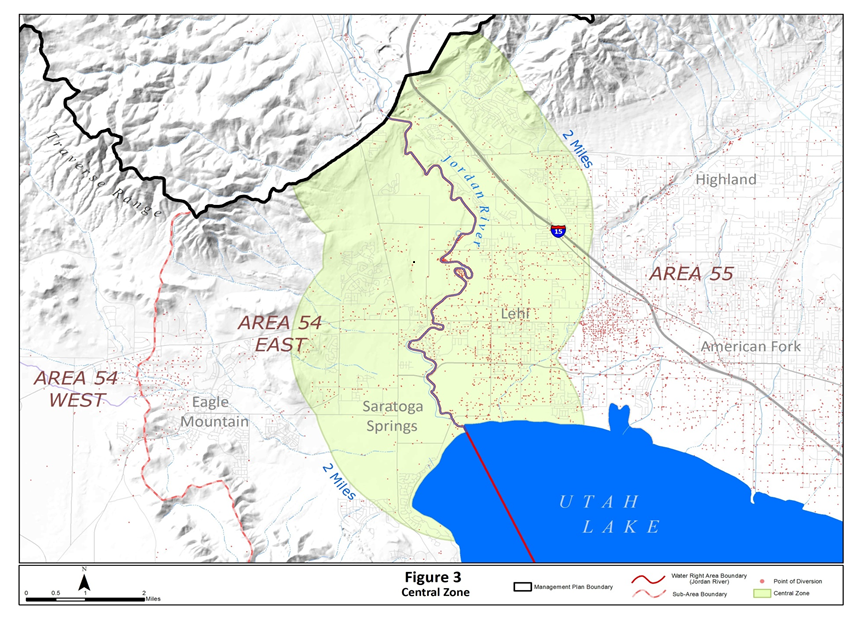 Traverse Range
Jordan River
2 Miles
Highland
15
AREA 55
AREA 54
EAST
Lehi
American Fork
AREA 54
WEST
Eagle
Mountain
Saratoga
Springs
2 Miles
UTAH
LAKE
N
0 0.5 1 2
Miles
Figure 3
Central Zone
Management Plan Boundary
Water Right Area Boundary
(Jordan River)
Sub-Area Boundary
Point of Diversion
Central Zone